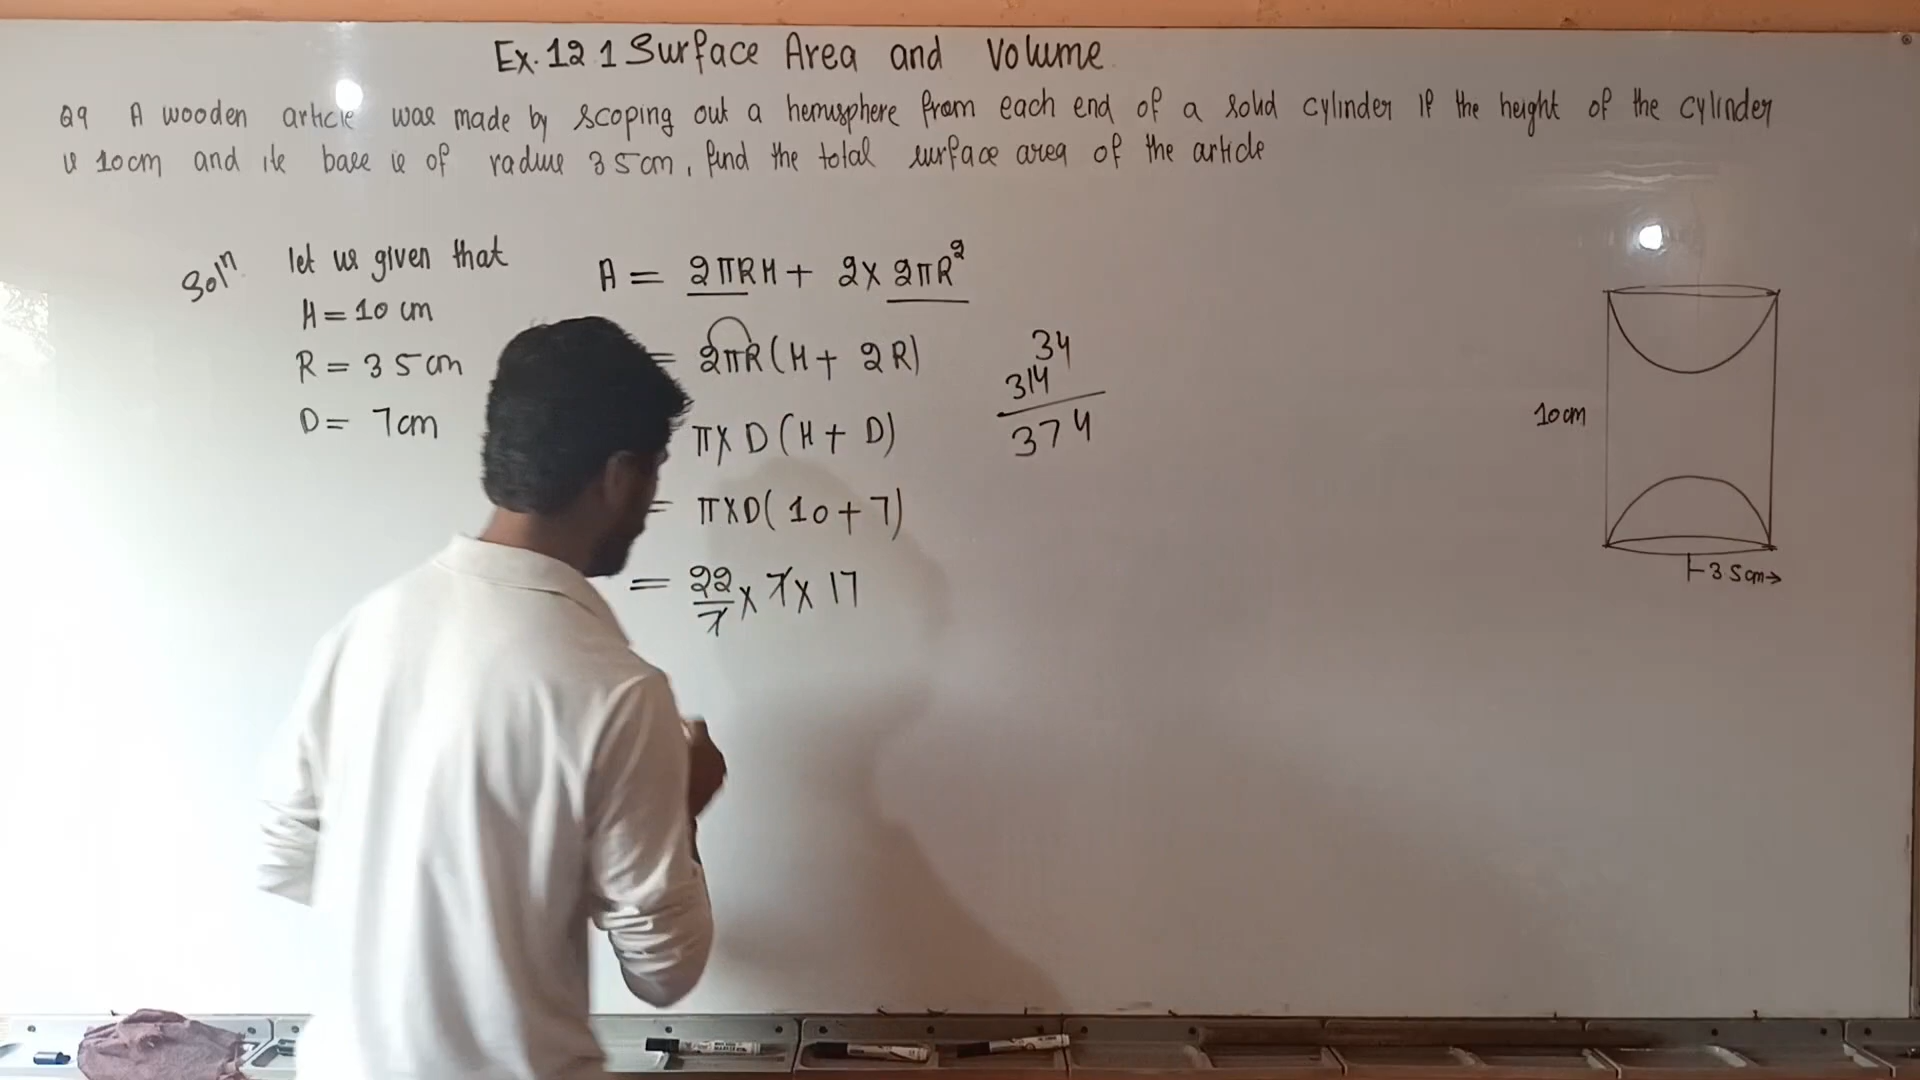 Ex. 12.1 Surface Area and Volume
Q9 A wooden article was made by scoping out a hemisphere from each end of a solid cylinder If the height of the cylinder
is 10cm and its base is of radius 3.5cm, find the total surface area of the article
Solⁿ. let us given that
H = 10 cm
R = 3.5 cm
D = 7cm
A = 2πRH + 2 × 2πR²
= 2πR (H + 2R)
π × D (H + D)
= π×D( 10 + 7)
= 22/7 × 7 × 17
34
314
374
10cm
3.5cm